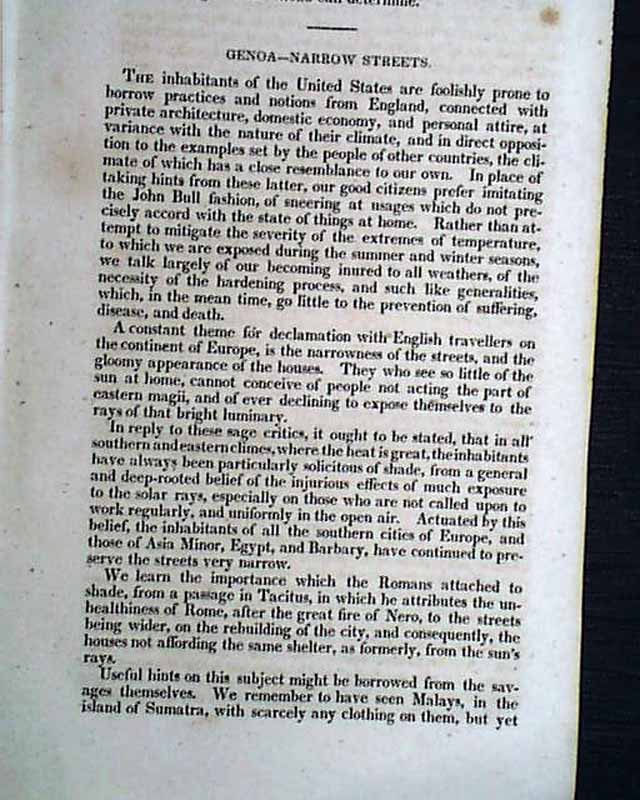 can determine.
GENOA—NARROW STREETS.
THE inhabitants of the United States are foolishly prone to
borrow practices and notions from England, connected with
private architecture, domestic economy, and personal attire, at
variance with the nature of their climate, and in direct opposi-
tion to the examples set by the people of other countries, the cli-
mate of which has a close resemblance to our own. In place of
taking hints from these latter, our good citizens prefer imitating
the John Bull fashion, of sneering at usages which do not pre-
cisely accord with the state of things at home. Rather than at-
tempt to mitigate the severity of the extremes of temperature,
to which we are exposed during the summer and winter seasons,
we talk largely of our becoming inured to all weathers, of the
necessity of the hardening process, and such like generalities,
which, in the mean time, go little to the prevention of suffering,
disease, and death.
A constant theme for declamation with English travellers on
the continent of Europe, is the narrowness of the streets, and the
gloomy appearance of the houses. They who see so little of the
sun at home, cannot conceive of people not acting the part of
eastern magii, and of ever declining to expose themselves to the
rays of that bright luminary.
In reply to these sage critics, it ought to be stated, that in all
southern and eastern climes, where the heat is great, the inhabitants
have always been particularly solicitous of shade, from a general
and deep-rooted belief of the injurious effects of much exposure
to the solar rays, especially on those who are not called upon to
work regularly, and uniformly in the open air. Actuated by this
belief, the inhabitants of all the southern cities of Europe, and
those of Asia Minor, Egypt, and Barbary, have continued to pre-
serve the streets very narrow.
We learn the importance which the Romans attached to
shade, from a passage in Tacitus, in which he attributes the un-
healthiness of Rome, after the great fire of Nero, to the streets
being wider, on the rebuilding of the city, and consequently, the
houses not affording the same shelter, as formerly, from the sun's
rays.
Useful hints on this subject might be borrowed from the sav-
ages themselves. We remember to have seen Malays, in the
island of Sumatra, with scarcely any clothing on them, but yet